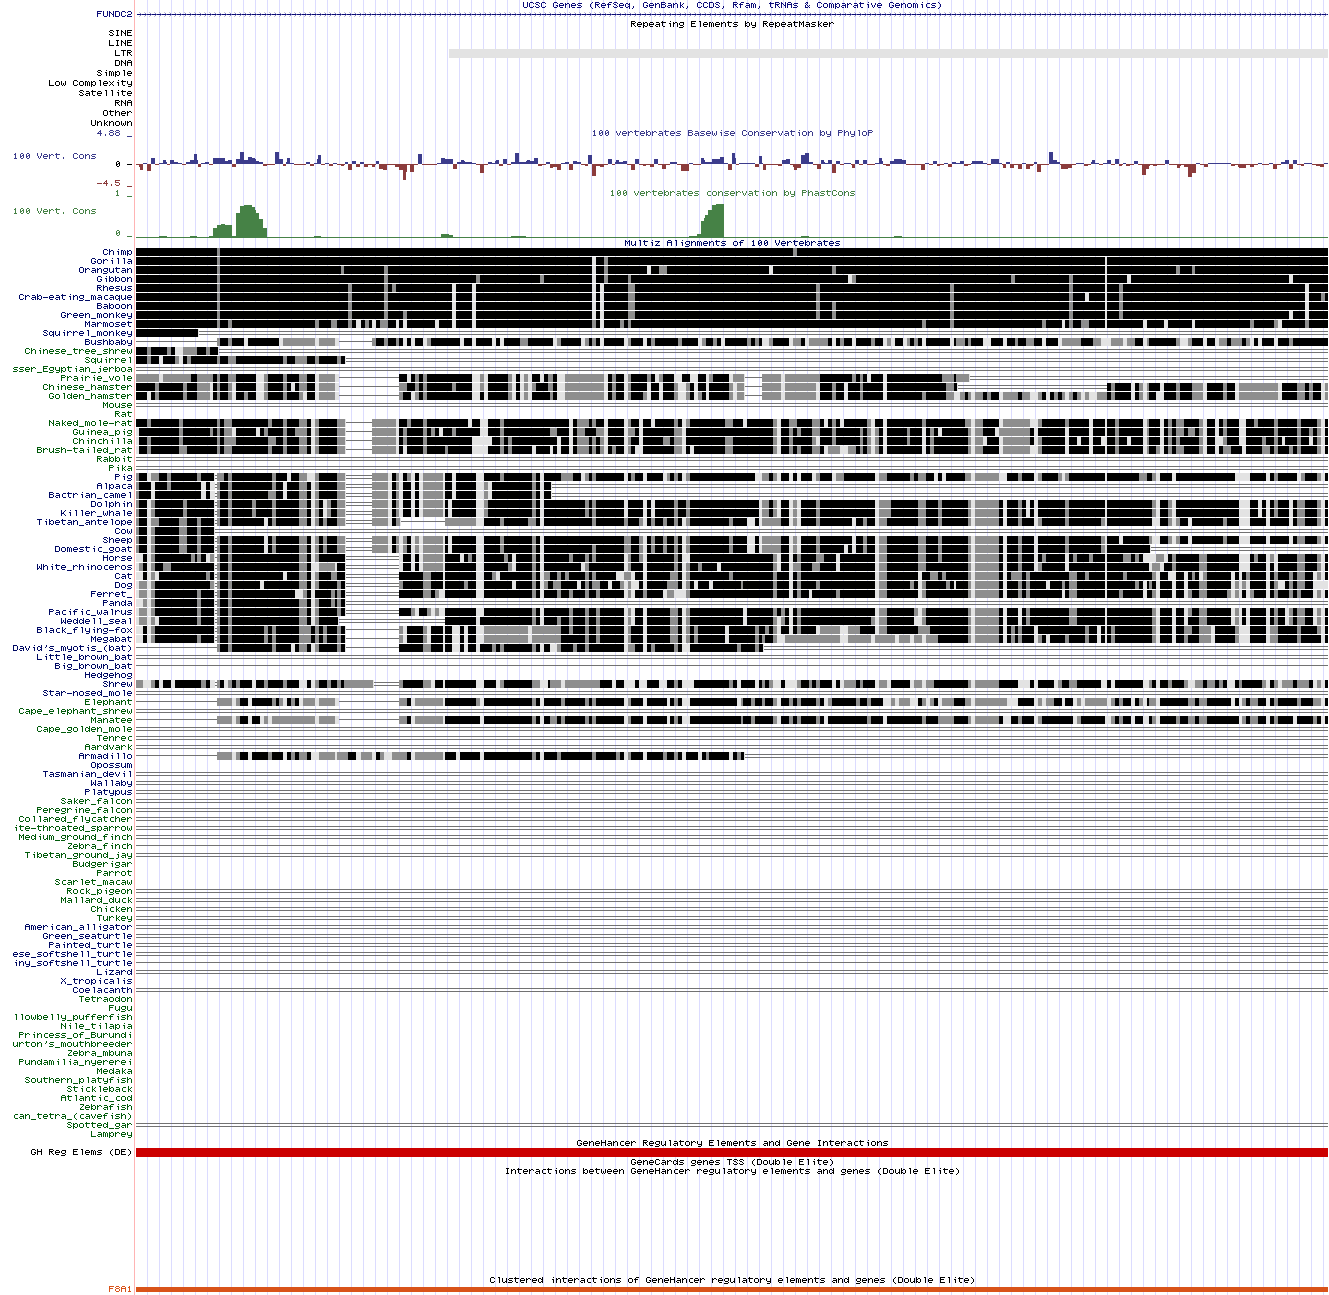 UCSC Genes (RefSeq, GenBank, CCDS, Rfam, tRNAs & Comparative Genomics)
FUNDC2
Repeating Elements by RepeatMasker
SINE
LINE
LTR
DNA
Simple
Low Complexity
Satellite
RNA
Other
Unknown
4.88 _
100 vertebrates Basewise Conservation by PhyloP
100 Vert. Cons
0 _
-4.5 _
1 _
100 vertebrates conservation by PhastCons
100 Vert. Cons
0 _
Multiz Alignments of 100 Vertebrates
Chimp
Gorilla
Orangutan
Gibbon
Rhesus
Crab-eating_macaque
Baboon
Green_monkey
Marmoset
Squirrel_monkey
Bushbaby
Chinese_tree_shrew
Squirrel
sser_Egyptian_jerboa
Prairie_vole
Chinese_hamster
Golden_hamster
Mouse
Rat
Naked_mole-rat
Guinea_pig
Chinchilla
Brush-tailed_rat
Rabbit
Pika
Pig
Alpaca
Bactrian_camel
Dolphin
Killer_whale
Tibetan_antelope
Cow
Sheep
Domestic_goat
Horse
White_rhinoceros
Cat
Dog
Ferret_
Panda
Pacific_walrus
Weddell_seal
Black_flying-fox
Megabat
David's_myotis_(bat)
Little_brown_bat
Big_brown_bat
Hedgehog
Shrew
Star-nosed_mole
Elephant
Cape_elephant_shrew
Manatee
Cape_golden_mole
Tenrec
Aardvark
Armadillo
Opossum
Tasmanian_devil
Wallaby
Platypus
Saker_falcon
Peregrine_falcon
Collared_flycatcher
ite-throated_sparrow
Medium_ground_finch
Zebra_finch
Tibetan_ground_jay
Budgerigar
Parrot
Scarlet_macaw
Rock_pigeon
Mallard_duck
Chicken
Turkey
American_alligator
Green_seaturtle
Painted_turtle
ese_softshell_turtle
iny_softshell_turtle
Lizard
X_tropicalis
Coelacanth
Tetraodon
Fugu
llowbelly_pufferfish
Nile_tilapia
Princess_of_Burundi
urton's_mouthbreeder
Zebra_mbuna
Pundamilia_nyererei
Medaka
Southern_platyfish
Stickleback
Atlantic_cod
Zebrafish
can_tetra_(cavefish)
Spotted_gar
Lamprey
GeneHancer Regulatory Elements and Gene Interactions
GH Reg Elems (DE)
GeneCards genes TSS (Double Elite)
Interactions between GeneHancer regulatory elements and genes (Double Elite)
Clustered interactions of GeneHancer regulatory elements and genes (Double Elite)
F8A1